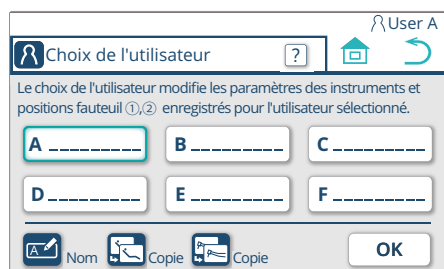 User A
Choix de l'utilisateur ?
Le choix de l'utilisateur modifie les paramètres des instruments et
positions fauteuil ①,② enregistrés pour l'utilisateur sélectionné.
A _________ B _________ C _________
D _________ E _________ F _________
A Nom Copie Copie OK